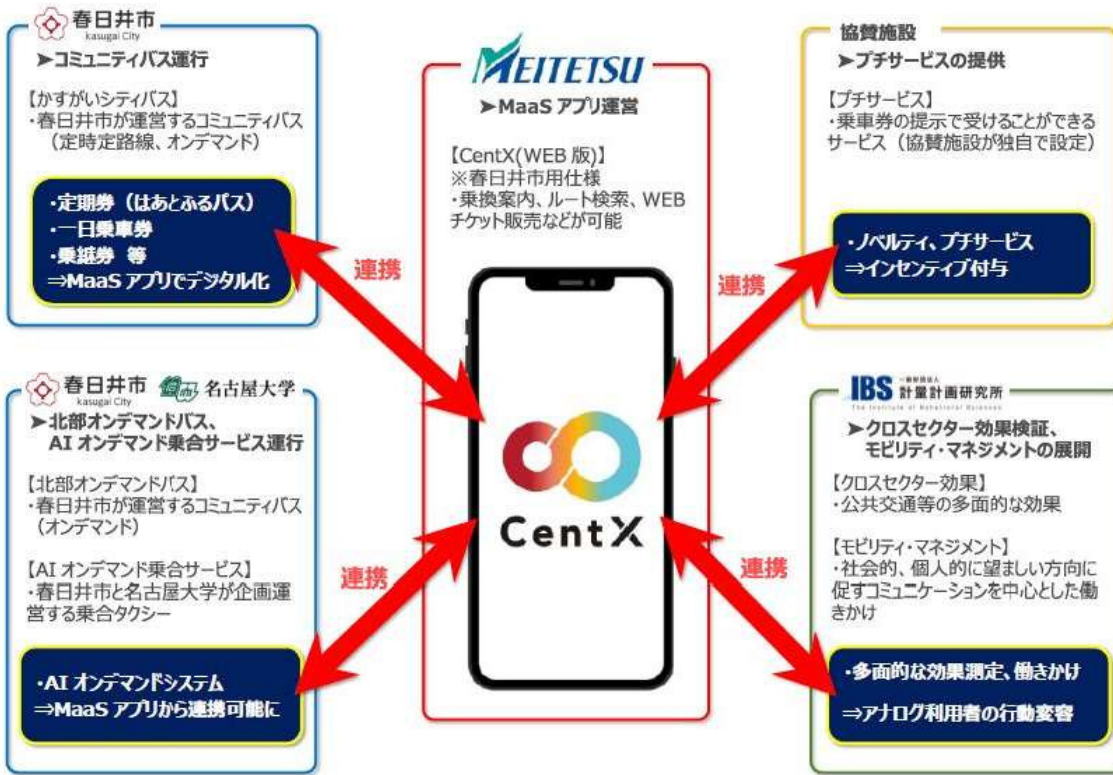 春日井市
kasugai City
➤コミュニティバス運行
【かすがいシティバス】
・春日井市が運営するコミュニティバス
（定時定路線、オンデマンド）
・定期券（はあとふるパス）
・一日乗車券
・乗継券 等
⇒MaaS アプリでデジタル化
MEITETSU
➤MaaS アプリ運営
【CentX(WEB 版)】
※春日井市用仕様
・乗換案内、ルート検索、WEB
チケット販売などが可能
協賛施設
➤プチサービスの提供
【プチサービス】
・乗車券の提示で受けることができる
サービス（協賛施設が独自で設定）
・ノベルティ、プチサービス
⇒インセンティブ付与
連携
連携
CentX
春日井市
kasugai City
名古屋大学
➤北部オンデマンドバス、
AI オンデマンド乗合サービス運行
【北部オンデマンドバス】
・春日井市が運営するコミュニティバス
（オンデマンド）
【AI オンデマンド乗合サービス】
・春日井市と名古屋大学が企画運
営する乗合タクシー
・AI オンデマンドシステム
⇒MaaS アプリから連携可能に
連携
連携
IBS 一般財団法人
計量計画研究所
The Institute of Behavioral Sciences
➤クロスセクター効果検証、
モビリティ・マネジメントの展開
【クロスセクター効果】
・公共交通等の多面的な効果
【モビリティ・マネジメント】
・社会的、個人的に望ましい方向に
促すコミュニケーションを中心とした働
きかけ
・多面的な効果測定、働きかけ
⇒アナログ利用者の行動変容